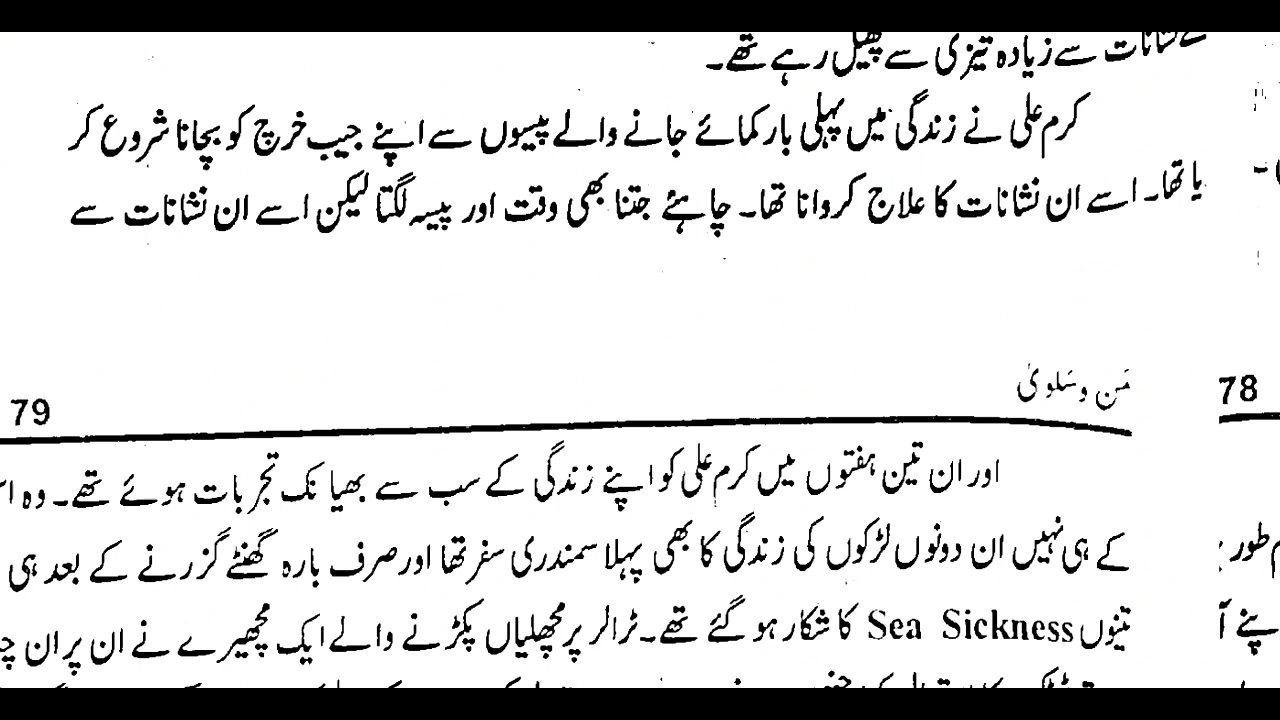 نشانات سے زیادہ تیزی سے پھیل رہے تھے۔
کرم علی نے زندگی میں پہلی بار کمائے جانے والے پیسوں سے اپنے جیب خرچ کو بچانا شروع کر
یا تھا۔ اسے ان نشانات کا علاج کروانا تھا۔ چاہئے جتنا بھی وقت اور پیسہ لگتا لیکن اسے ان نشانات سے
78
مَن و سَلویٰ
79
اور ان تین ہفتوں میں کرم علی کو اپنے زندگی کے سب سے بھیانک تجربات ہوئے تھے۔ وہ
کے ہی نہیں ان دونوں لڑکوں کی زندگی کا بھی پہلا سمندری سفر تھا اور صرف بارہ گھنٹے گزرنے کے بعد ہی
تینوں Sea Sickness کا شکار ہو گئے تھے۔ ٹرالر پر مچھلیاں پکڑنے والے ایک مچھیرے نے ان پر ان
طور
پنے